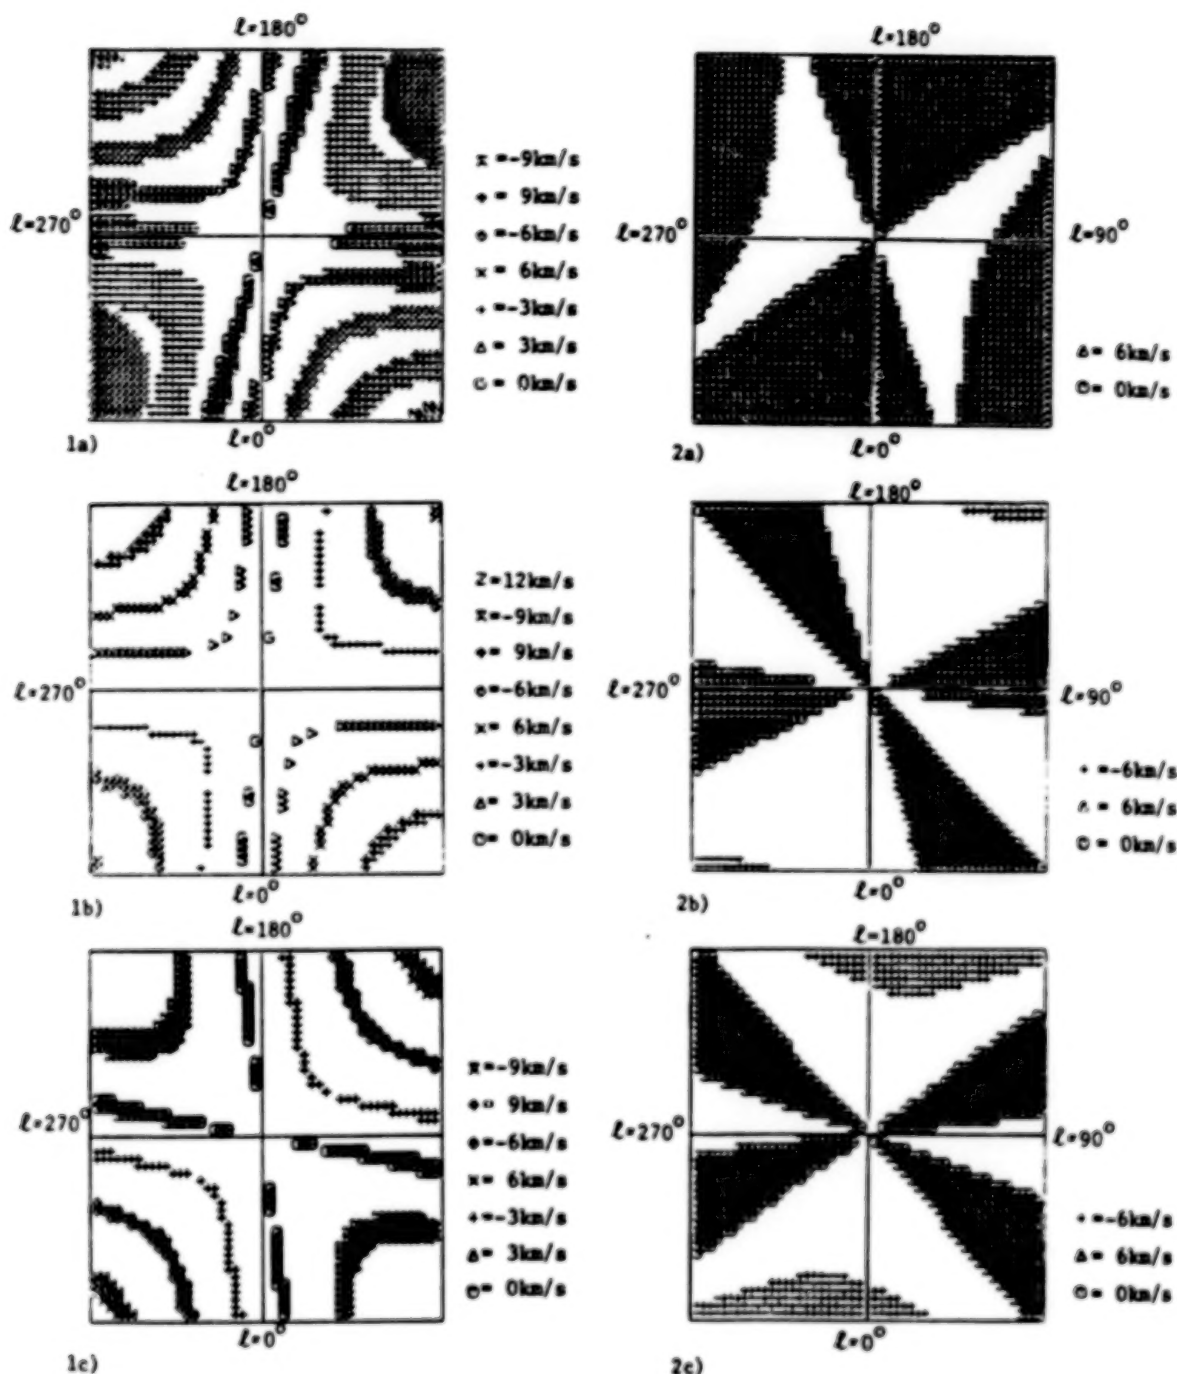 ℓ=180°
x̄ = -9km/s
♦ = 9km/s
ℓ=270°
⊖ = -6km/s
× = 6km/s
+ = -3km/s
Δ = 3km/s
⊙ = 0km/s
ℓ=0°
1a)
ℓ=180°
ℓ=270°
ℓ=90°
Δ = 6km/s
⊙ = 0km/s
ℓ=0°
2a)
ℓ=180°
Z=12km/s
x̄ = -9km/s
♦ = 9km/s
ℓ=270°
⊖ = -6km/s
× = 6km/s
+ = -3km/s
Δ = 3km/s
⊙ = 0km/s
ℓ=0°
1b)
ℓ=180°
ℓ=270°
ℓ=90°
+ = -6km/s
Δ = 6km/s
⊙ = 0km/s
ℓ=0°
2b)
ℓ=180°
x̄ = -9km/s
♦ = 9km/s
ℓ=270°
⊖ = -6km/s
× = 6km/s
+ = -3km/s
Δ = 3km/s
⊙ = 0km/s
ℓ=0°
1c)
ℓ=180°
ℓ=270°
ℓ=90°
+ = -6km/s
Δ = 6km/s
⊙ = 0km/s
ℓ=0°
2c)